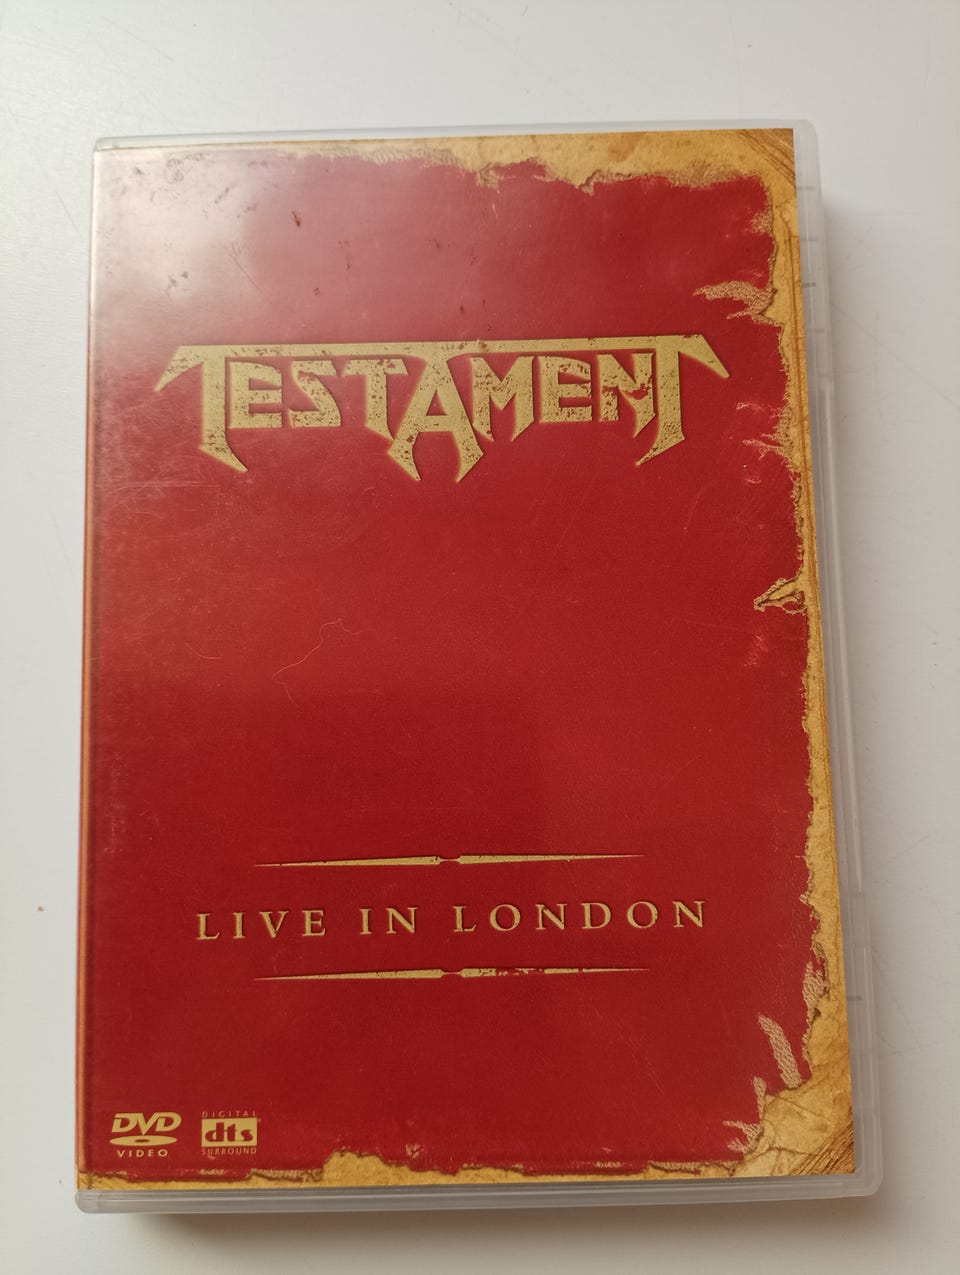 TESTAMENT
LIVE IN LONDON
DVD
VIDEO
DIGITAL
dts
SURROUND